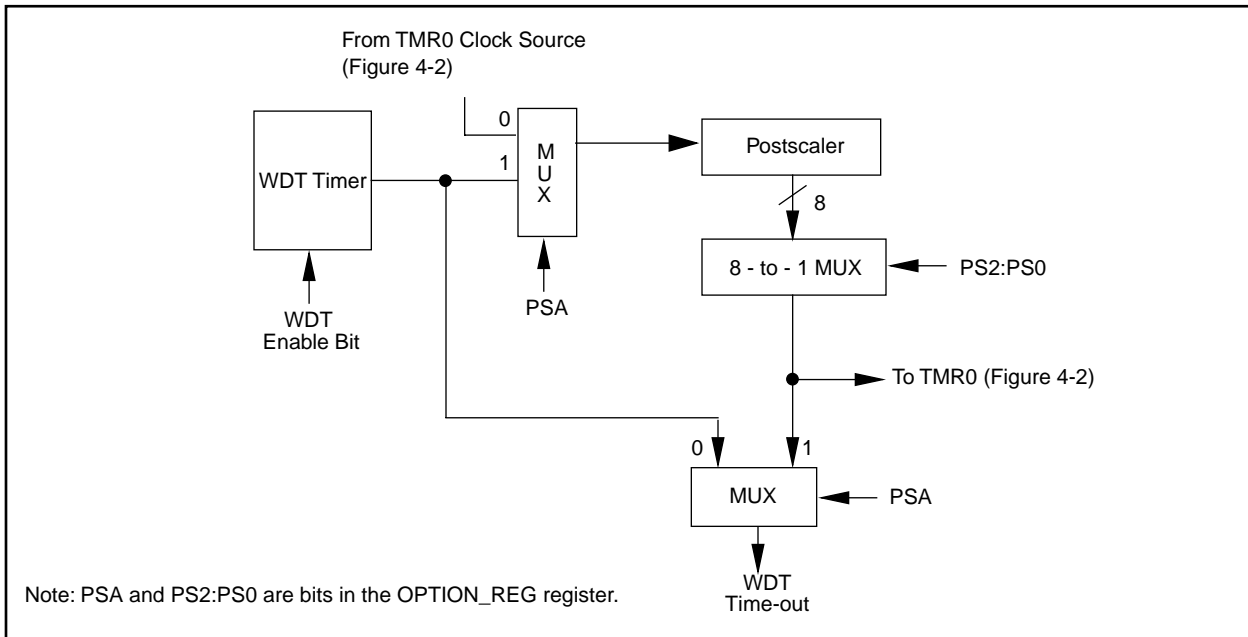 From TMR0 Clock Source
(Figure 4-2)
0
1
M
U
X
WDT Timer
Postscaler
8
8 - to - 1 MUX
PS2:PS0
PSA
WDT
Enable Bit
To TMR0 (Figure 4-2)
0
1
MUX
PSA
WDT
Time-out
Note: PSA and PS2:PS0 are bits in the OPTION_REG register.